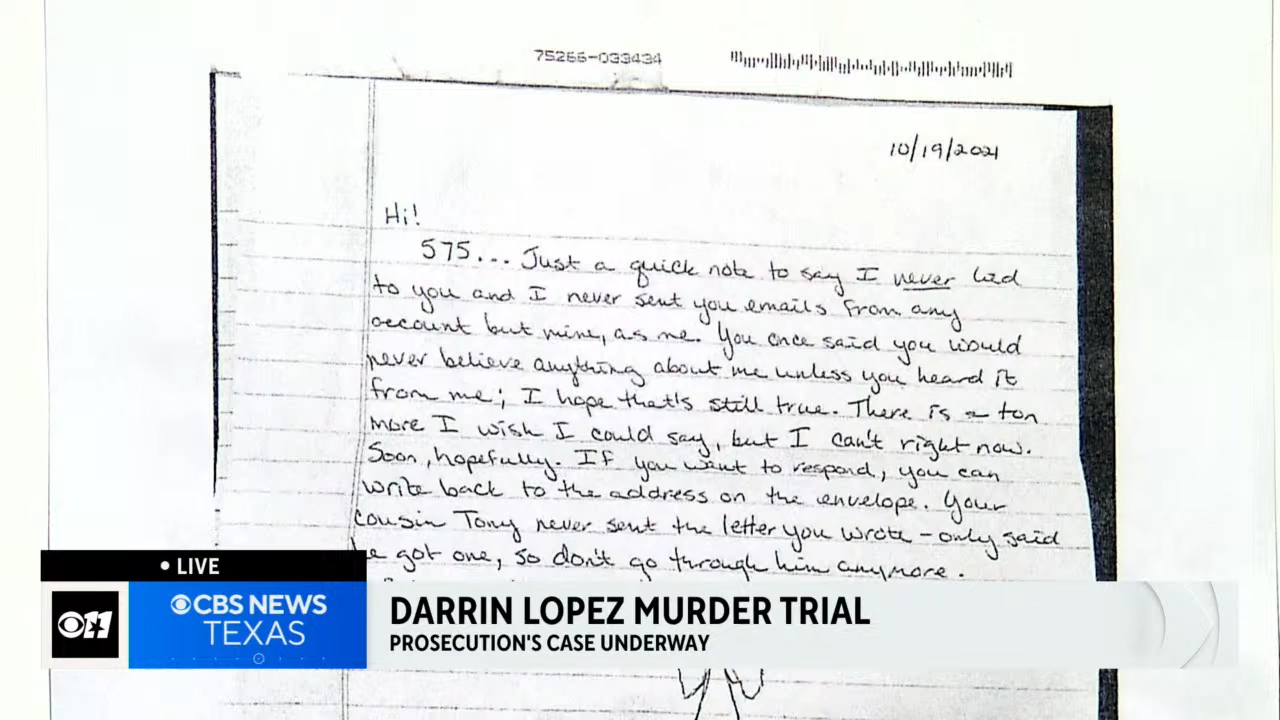 75266-033434
10/19/2021
Hi!
575... Just a quick note to say I never lied
to you and I never sent you emails from any
account but mine, as me. You once said you would
never believe anything about me unless you heard it
from me; I hope that's still true. There is a ton
more I wish I could say, but I can't right now.
Soon, hopefully. If you want to respond, you can
write back to the address on the envelope. Your
cousin Tony never sent the letter you wrote - only said
he got one, so don't go through him anymore.
• LIVE
CBS NEWS
TEXAS
11
DARRIN LOPEZ MURDER TRIAL
PROSECUTION'S CASE UNDERWAY